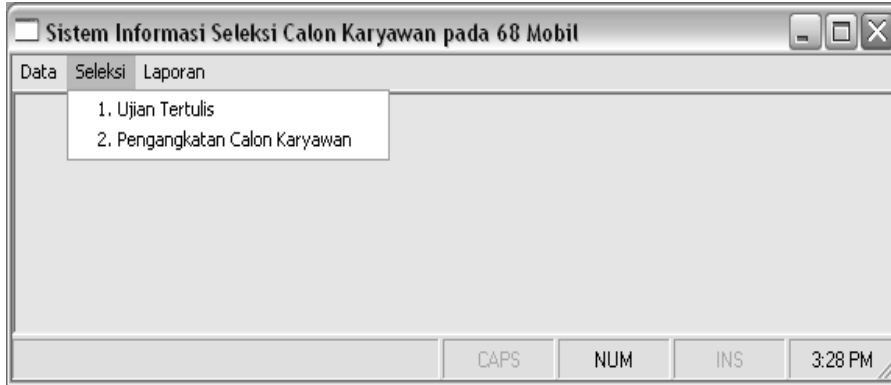 Sistem Informasi Seleksi Calon Karyawan pada 68 Mobil
Data Seleksi Laporan
1. Ujian Tertulis
2. Pengangkatan Calon Karyawan
CAPS NUM INS 3:28 PM